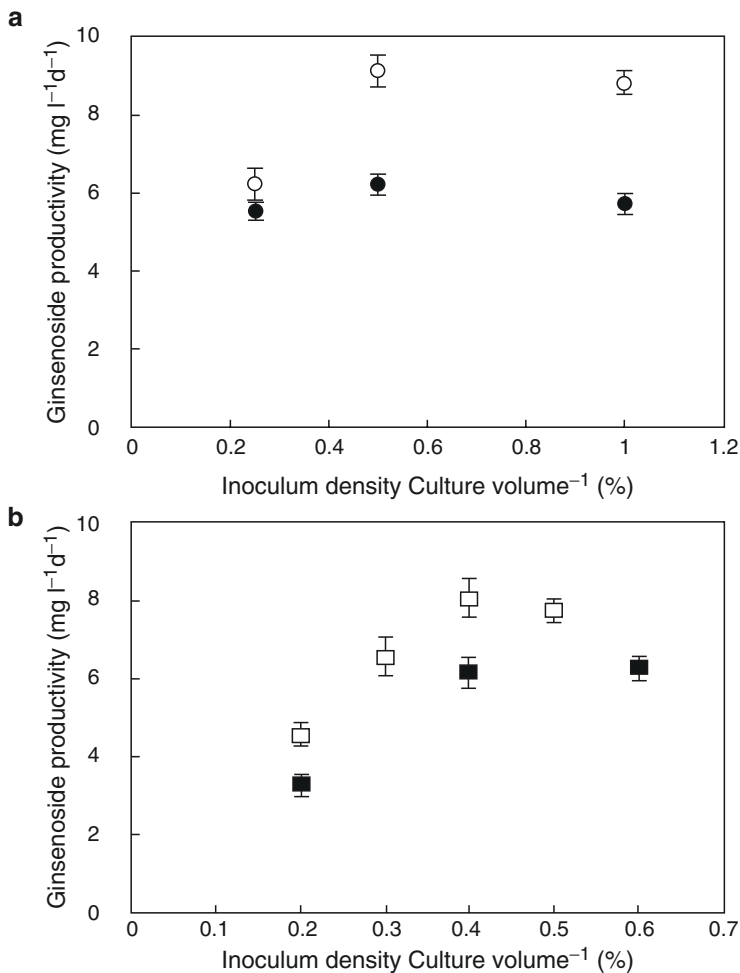 a
Ginsenoside productivity (mg l⁻¹d⁻¹)
10
8
6
4
2
0
0 0.2 0.4 0.6 0.8 1 1.2
Inoculum density Culture volume⁻¹ (%)
b
Ginsenoside productivity (mg l⁻¹d⁻¹)
10
8
6
4
2
0
0 0.1 0.2 0.3 0.4 0.5 0.6 0.7
Inoculum density Culture volume⁻¹ (%)